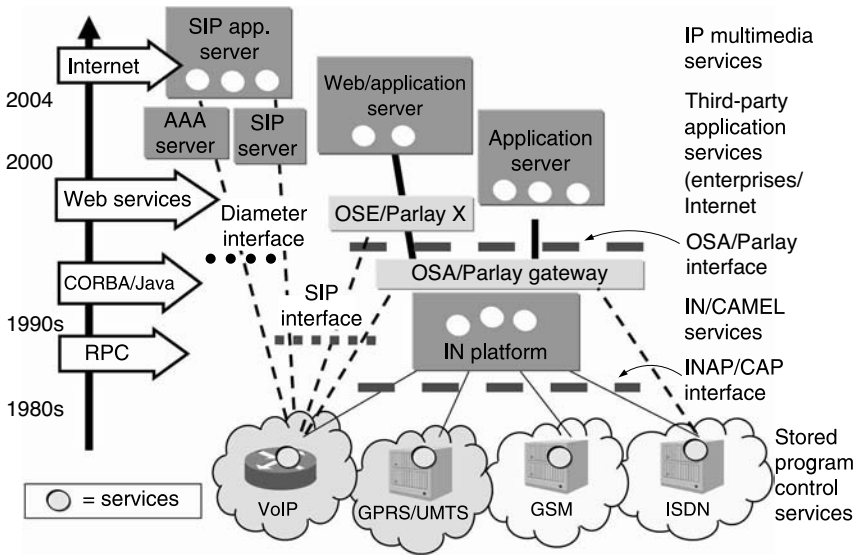 SIP app.
server
Internet
IP multimedia
services
2004
Web/application
server
AAA
server
SIP
server
Third-party
application
services
(enterprises/
Internet
Application
server
2000
Web services
OSE/Parlay X
Diameter
interface
OSA/Parlay
interface
CORBA/Java
OSA/Parlay gateway
SIP
interface
IN/CAMEL
services
1990s
RPC
IN platform
INAP/CAP
interface
1980s
Stored
program
control
services
= services
VoIP
GPRS/UMTS
GSM
ISDN